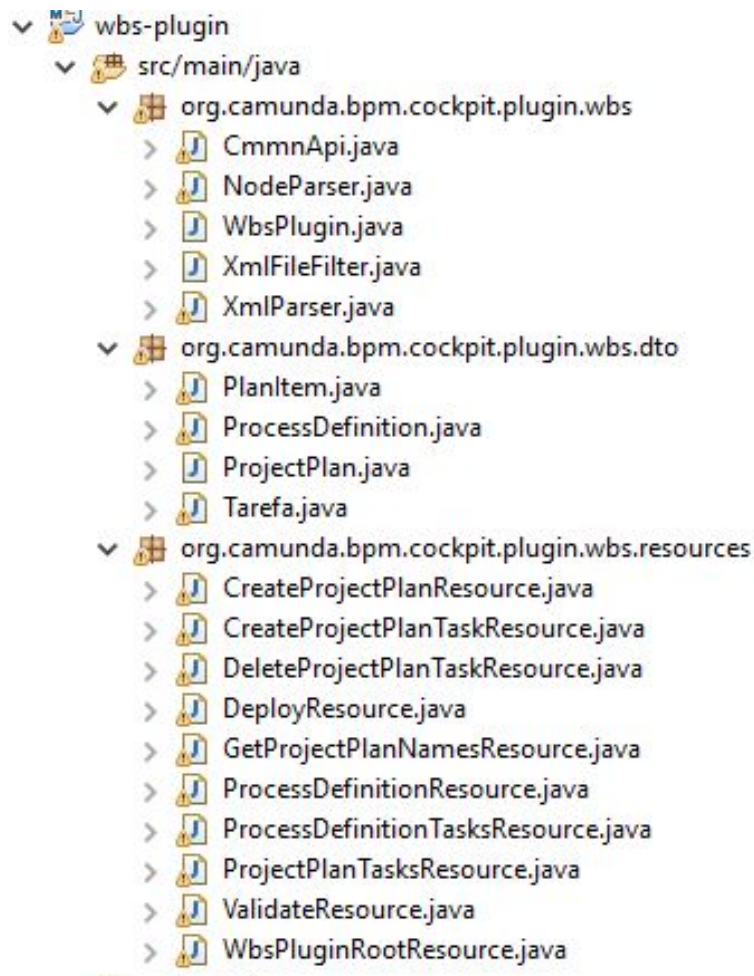 wbs-plugin
src/main/java
org.camunda.bpm.cockpit.plugin.wbs
CmmnApi.java
NodeParser.java
WbsPlugin.java
XmlFileFilter.java
XmlParser.java
org.camunda.bpm.cockpit.plugin.wbs.dto
PlanItem.java
ProcessDefinition.java
ProjectPlan.java
Tarefa.java
org.camunda.bpm.cockpit.plugin.wbs.resources
CreateProjectPlanResource.java
CreateProjectPlanTaskResource.java
DeleteProjectPlanTaskResource.java
DeployResource.java
GetProjectPlanNamesResource.java
ProcessDefinitionResource.java
ProcessDefinitionTasksResource.java
ProjectPlanTasksResource.java
ValidateResource.java
WbsPluginRootResource.java